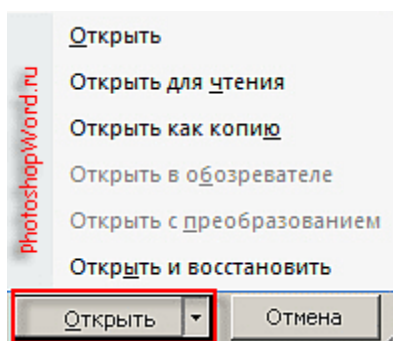 PhotoshopWord.ru
Открыть
Открыть для чтения
Открыть как копию
Открыть в обозревателе
Открыть с преобразованием
Открыть и восстановить
Открыть
Отмена